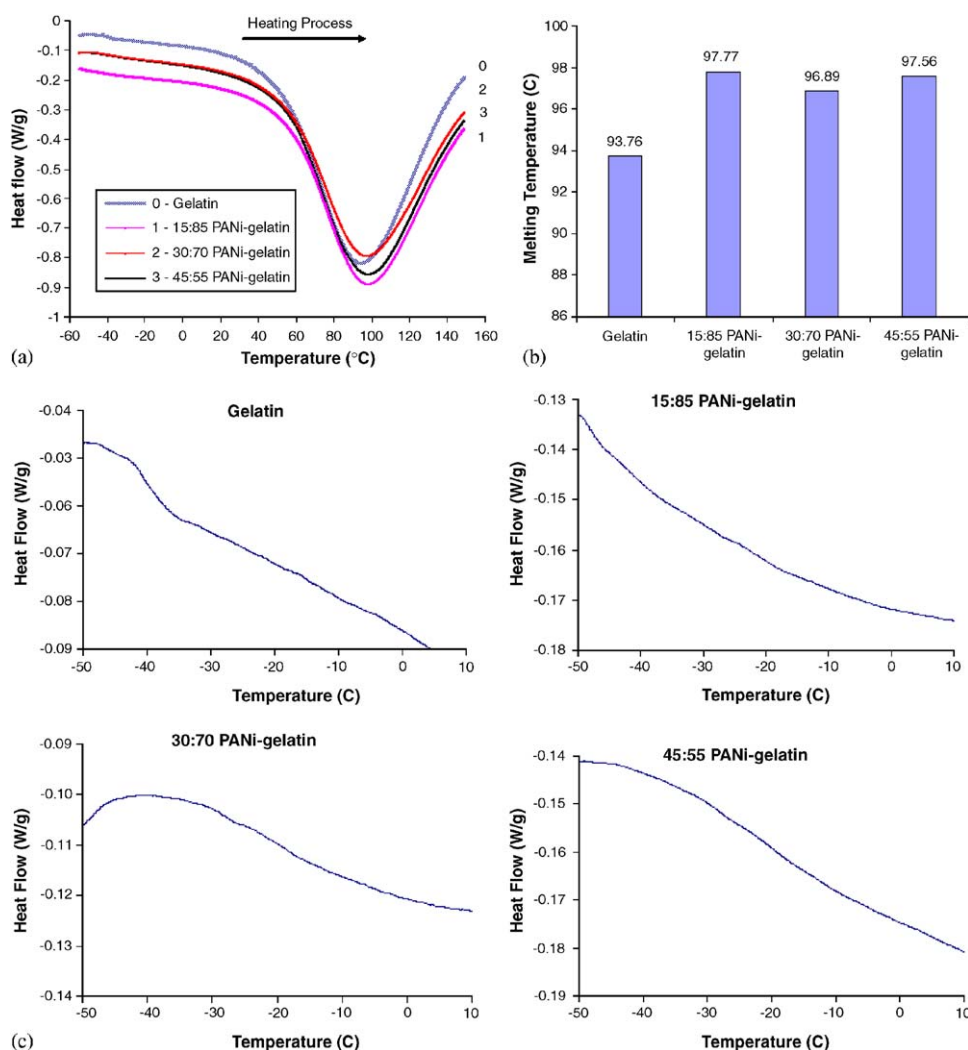 Heating Process
0
-0.1
-0.2
-0.3
-0.4
-0.5
-0.6
-0.7
-0.8
-0.9
-1
Heat flow (W/g)
0
2
3
1
0 - Gelatin
1 - 15:85 PANi-gelatin
2 - 30:70 PANi-gelatin
3 - 45:55 PANi-gelatin
-60 -40 -20 0 20 40 60 80 100 120 140 160
(a)
Temperature (°C)
100
98
96
94
92
90
88
86
Melting Temperature (C)
93.76
97.77
96.89
97.56
Gelatin
15:85 PANi-
gelatin
30:70 PANi-
gelatin
45:55 PANi-
gelatin
(b)
Gelatin
-0.04
-0.03
-0.06
-0.07
-0.08
-0.09
Heat Flow (W/g)
-50 -40 -30 -20 -10 0 10
Temperature (C)
15:85 PANi-gelatin
-0.13
-0.14
-0.15
-0.16
-0.17
-0.18
Heat Flow (W/g)
-50 -40 -30 -20 -10 0 10
Temperature (C)
30:70 PANi-gelatin
-0.09
-0.10
-0.11
-0.12
-0.13
-0.14
Heat Flow (W/g)
-50 -40 -30 -20 -10 0 10
Temperature (C)
45:55 PANi-gelatin
-0.14
-0.15
-0.16
-0.17
-0.18
-0.19
Heat Flow (W/g)
-50 -40 -30 -20 -10 0 10
Temperature (C)
(c)